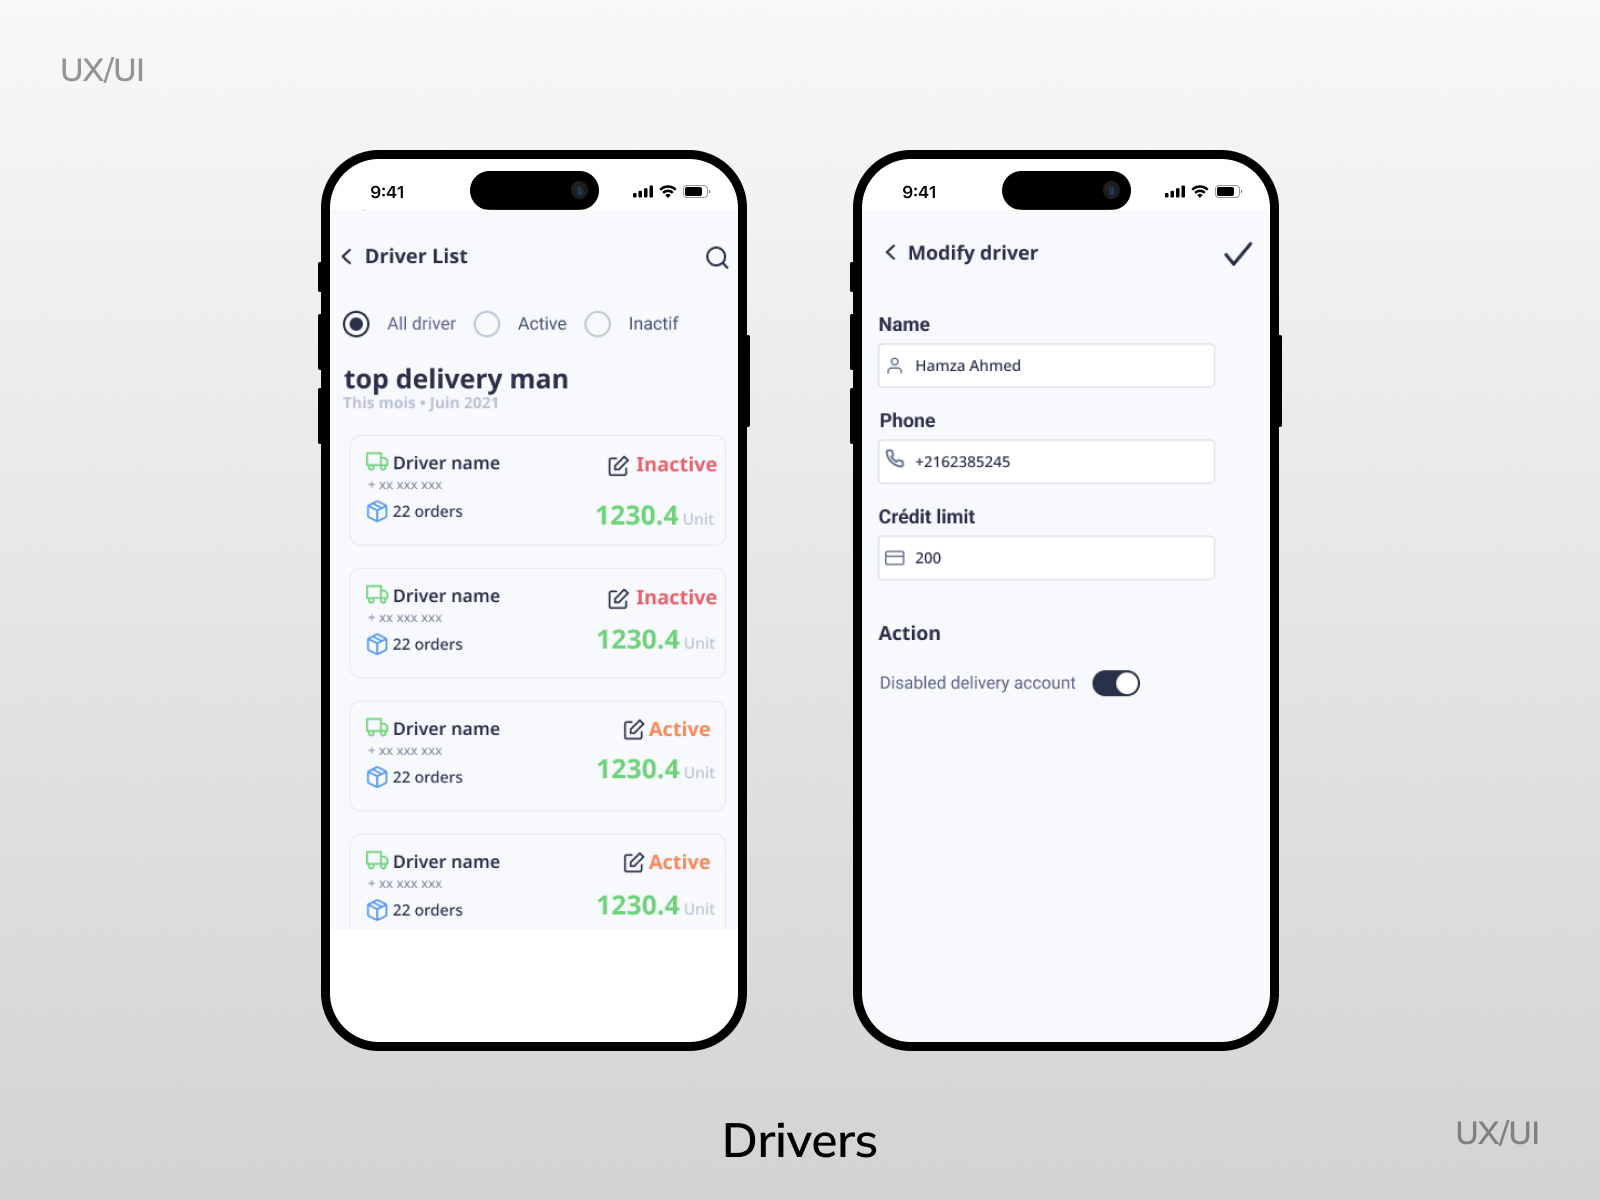 UX/UI
9:41
Driver List
All driver Active Inactif
top delivery man
This mois • Juin 2021
Driver name Inactive
+ xx xxx xxx
22 orders 1230.4 Unit
Driver name Inactive
+ xx xxx xxx
22 orders 1230.4 Unit
Driver name Active
+ xx xxx xxx
22 orders 1230.4 Unit
Driver name Active
+ xx xxx xxx
22 orders 1230.4 Unit
9:41
Modify driver
Name
Hamza Ahmed
Phone
+2162385245
Crédit limit
200
Action
Disabled delivery account
Drivers
UX/UI